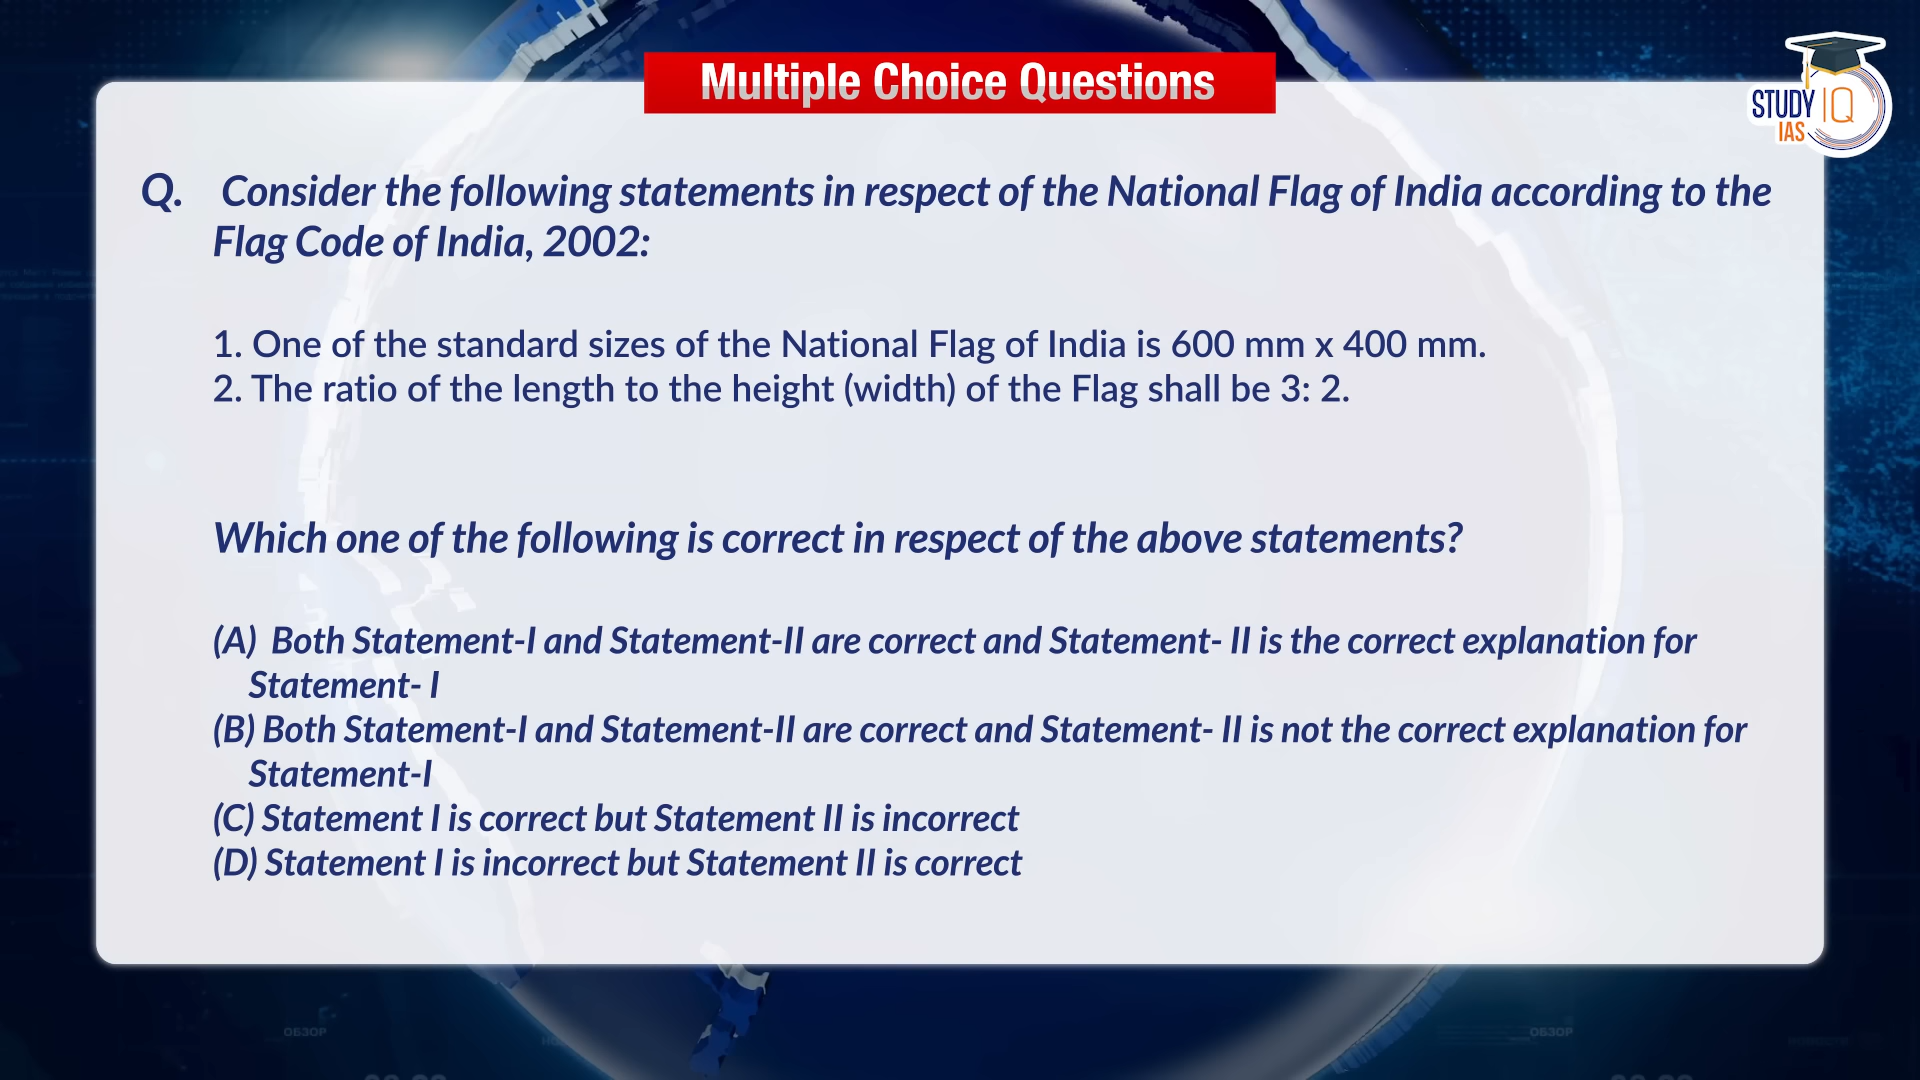 Multiple Choice Questions
STUDY IQ
IAS
Q. Consider the following statements in respect of the National Flag of India according to the
Flag Code of India, 2002:
1. One of the standard sizes of the National Flag of India is 600 mm x 400 mm.
2. The ratio of the length to the height (width) of the Flag shall be 3: 2.
Which one of the following is correct in respect of the above statements?
(A) Both Statement-I and Statement-II are correct and Statement- II is the correct explanation for
Statement- I
(B) Both Statement-I and Statement-II are correct and Statement- II is not the correct explanation for
Statement-I
(C) Statement I is correct but Statement II is incorrect
(D) Statement I is incorrect but Statement II is correct
ОБЗОР
ОБЗОР